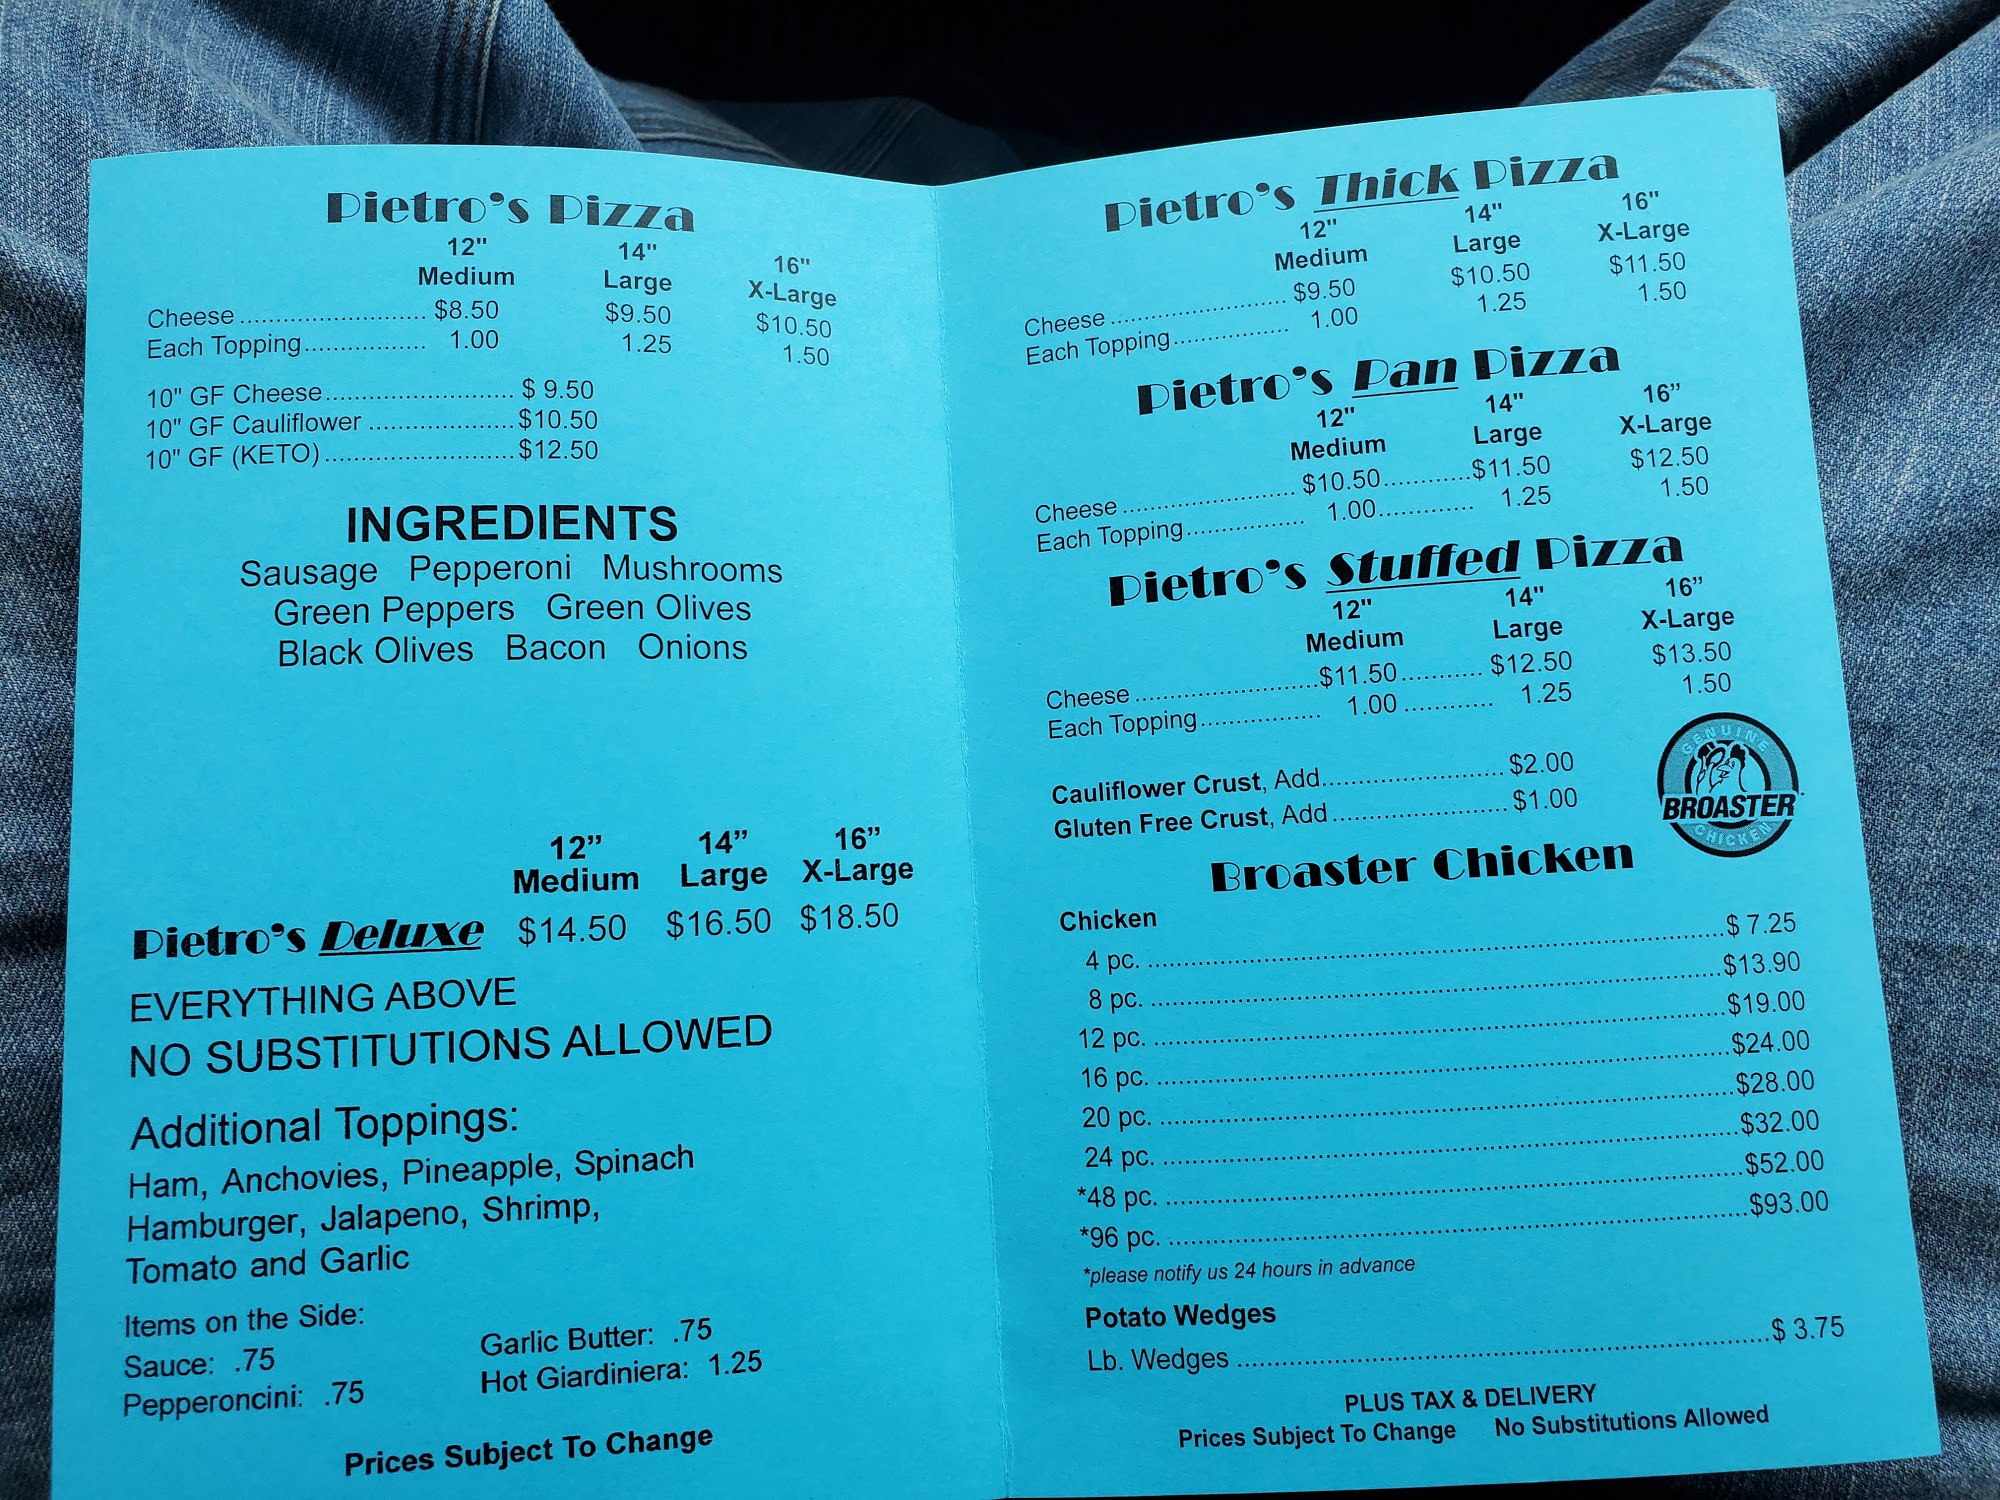 Pietro's Pizza
12" 14" 16"
Medium Large X-Large
Cheese........................... $8.50 $9.50 $10.50
Each Topping................. 1.00 1.25 1.50
10" GF Cheese........................... $ 9.50
10" GF Cauliflower .....................$10.50
10" GF (KETO)...........................$12.50
INGREDIENTS
Sausage Pepperoni Mushrooms
Green Peppers Green Olives
Black Olives Bacon Onions
12” 14” 16”
Medium Large X-Large
Pietro's Deluxe $14.50 $16.50 $18.50
EVERYTHING ABOVE
NO SUBSTITUTIONS ALLOWED
Additional Toppings:
Ham, Anchovies, Pineapple, Spinach
Hamburger, Jalapeno, Shrimp,
Tomato and Garlic
Items on the Side:
Sauce: .75 Garlic Butter: .75
Pepperoncini: .75 Hot Giardiniera: 1.25
Prices Subject To Change
Pietro's Thick Pizza
12" 14" 16"
Medium Large X-Large
Cheese ......................... $9.50 $10.50 $11.50
Each Topping................. 1.00 1.25 1.50
Pietro's Pan Pizza
12" 14" 16”
Medium Large X-Large
Cheese ......................... $10.50............$11.50 $12.50
Each Topping................. 1.00............. 1.25 1.50
Pietro's Stuffed Pizza
12" 14" 16”
Medium Large X-Large
Cheese ...........................$11.50........... $12.50 $13.50
Each Topping................. 1.00 ............ 1.25 1.50
Cauliflower Crust, Add.......................... $2.00
Gluten Free Crust, Add ......................... $1.00
GENUINE
BROASTER
CHICKEN
Broaster Chicken
Chicken
4 pc. ..........................................................$ 7.25
8 pc. ..........................................................$13.90
12 pc. .........................................................$19.00
16 pc. .........................................................$24.00
20 pc. .........................................................$28.00
24 pc. .........................................................$32.00
*48 pc. ........................................................$52.00
*96 pc. ........................................................$93.00
*please notify us 24 hours in advance
Potato Wedges
Lb. Wedges .....................................................$ 3.75
PLUS TAX & DELIVERY
Prices Subject To Change No Substitutions Allowed